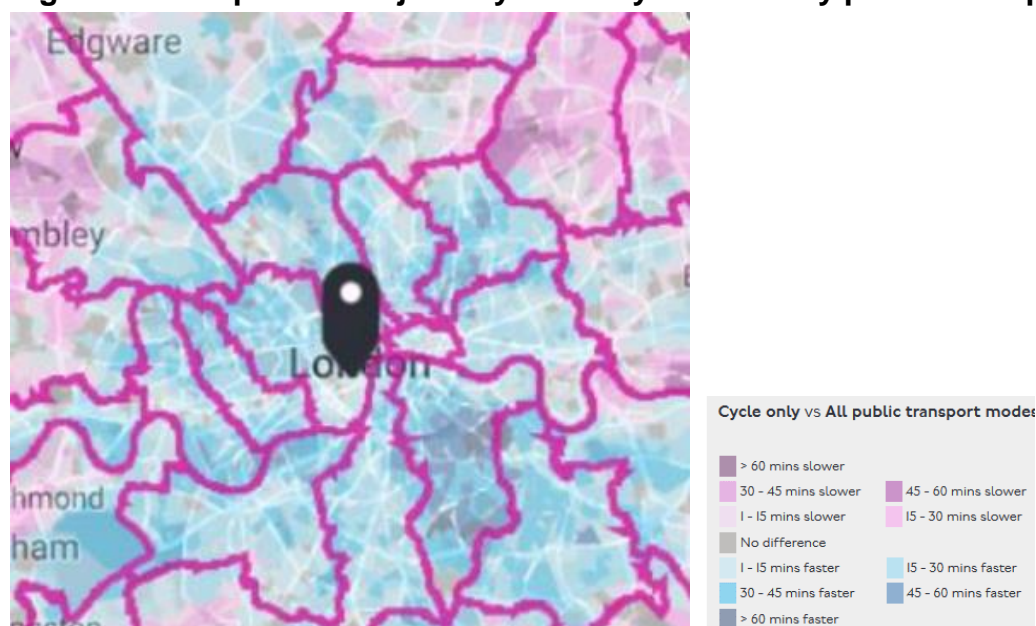 Edgware
mbley
London
hmond
ham
Cycle only vs All public transport modes
> 60 mins slower
30 - 45 mins slower 45 - 60 mins slower
1 - 15 mins slower 15 - 30 mins slower
No difference
1 - 15 mins faster 15 - 30 mins faster
30 - 45 mins faster 45 - 60 mins faster
> 60 mins faster